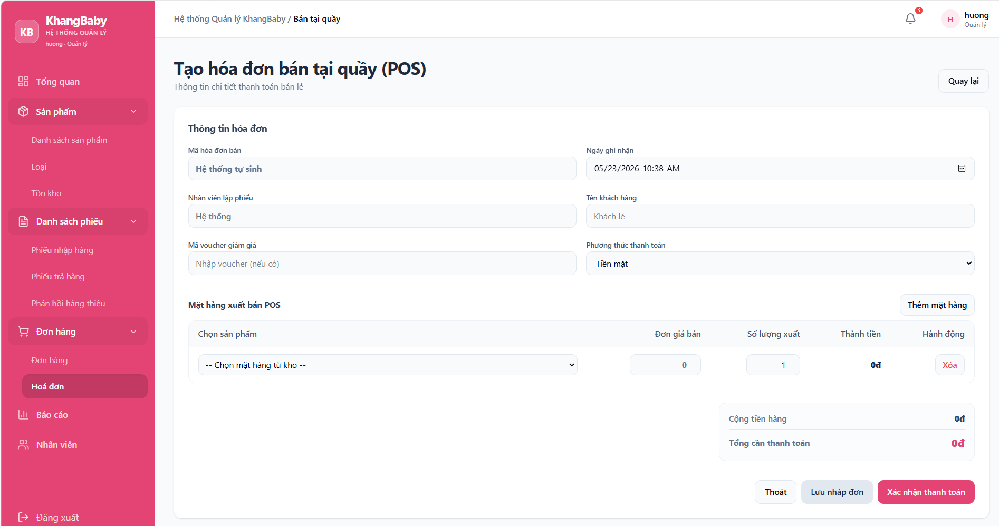 KB
KhangBaby
HỆ THỐNG QUẢN LÝ
huong · Quản lý
Tổng quan
Sản phẩm
Danh sách sản phẩm
Loại
Tồn kho
Danh sách phiếu
Phiếu nhập hàng
Phiếu trả hàng
Phản hồi hàng thiếu
Đơn hàng
Đơn hàng
Hoá đơn
Báo cáo
Nhân viên
Đăng xuất
Hệ thống Quản lý KhangBaby / Bán tại quầy
3
H
huong
Quản lý
Tạo hóa đơn bán tại quầy (POS)
Thông tin chi tiết thanh toán bán lẻ
Quay lại
Thông tin hóa đơn
Mã hóa đơn bán
Hệ thống tự sinh
Ngày ghi nhận
05/23/2026 10:38 AM
Nhân viên lập phiếu
Hệ thống
Tên khách hàng
Khách lẻ
Mã voucher giảm giá
Nhập voucher (nếu có)
Phương thức thanh toán
Tiền mặt
Mặt hàng xuất bán POS
Thêm mặt hàng
Chọn sản phẩm Đơn giá bán Số lượng xuất Thành tiền Hành động
-- Chọn mặt hàng từ kho -- 0 1 0đ Xóa
Cộng tiền hàng 0đ
Tổng cần thanh toán 0đ
Thoát Lưu nháp đơn Xác nhận thanh toán